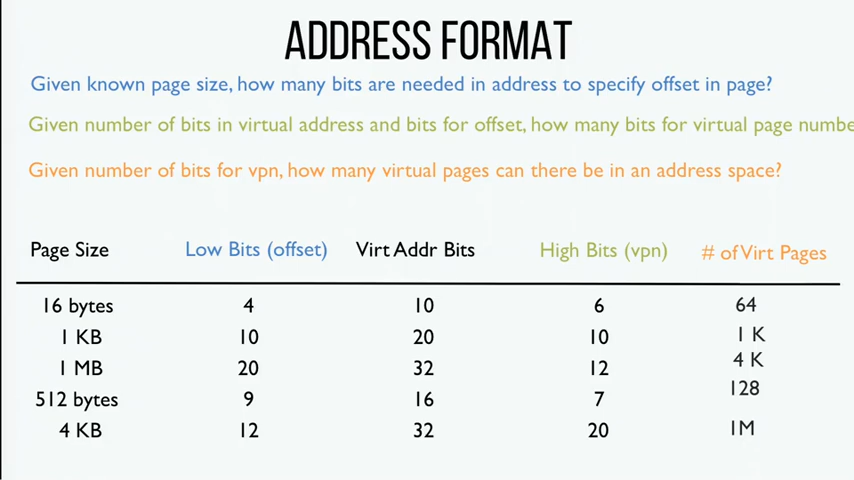 ADDRESS FORMAT
Given known page size, how many bits are needed in address to specify offset in page?
Given number of bits in virtual address and bits for offset, how many bits for virtual page numbe
Given number of bits for vpn, how many virtual pages can there be in an address space?
Page Size Low Bits (offset) Virt Addr Bits High Bits (vpn) # of Virt Pages
16 bytes 4 10 6 64
1 KB 10 20 10 1 K
1 MB 20 32 12 4 K
512 bytes 9 16 7 128
4 KB 12 32 20 1M